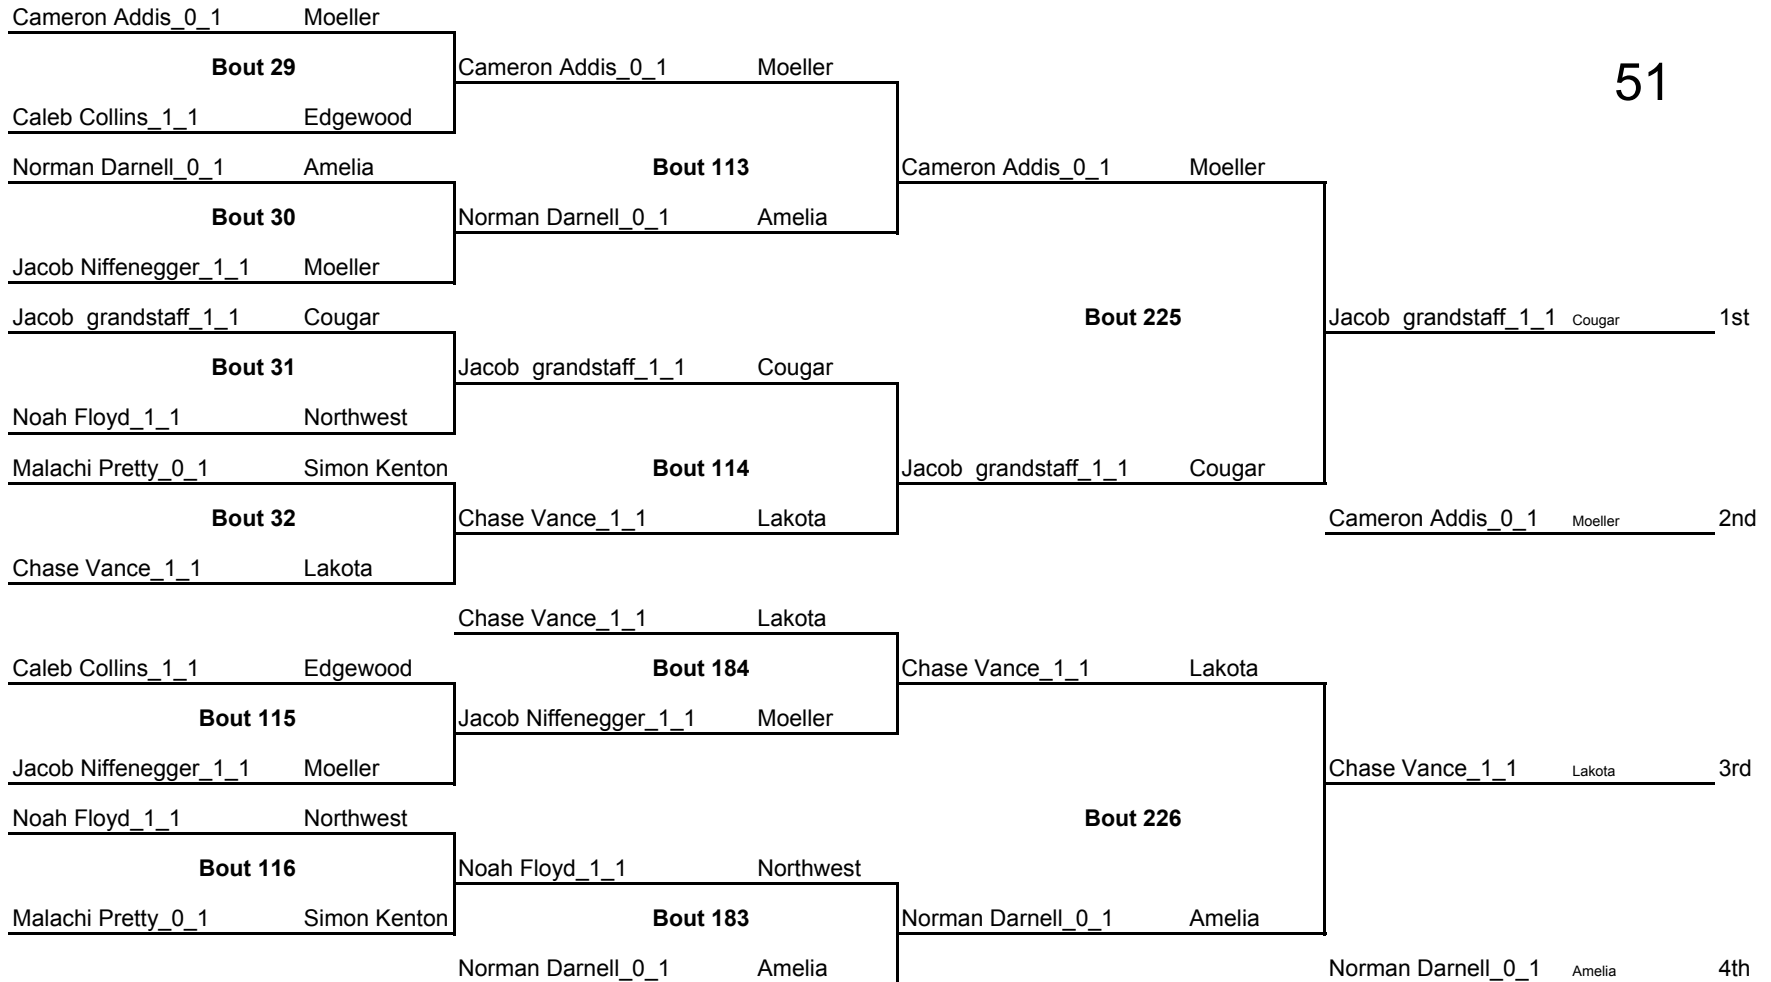 Cameron Addis_0_1 Moeller
Bout 29 Cameron Addis_0_1 Moeller 51
Caleb Collins_1_1 Edgewood
Norman Darnell_0_1 Amelia Bout 113 Cameron Addis_0_1 Moeller
Bout 30 Norman Darnell_0_1 Amelia
Jacob Niffenegger_1_1 Moeller
Jacob  grandstaff_1_1 Cougar Bout 225 Jacob  grandstaff_1_1 Cougar 1st
Bout 31 Jacob  grandstaff_1_1 Cougar
Noah Floyd_1_1 Northwest
Malachi Pretty_0_1 Simon Kenton Bout 114 Jacob  grandstaff_1_1 Cougar
Bout 32 Chase Vance_1_1 Lakota Cameron Addis_0_1 Moeller 2nd
Chase Vance_1_1 Lakota
Chase Vance_1_1 Lakota
Caleb Collins_1_1 Edgewood Bout 184 Chase Vance_1_1 Lakota
Bout 115 Jacob Niffenegger_1_1 Moeller
Jacob Niffenegger_1_1 Moeller Chase Vance_1_1 Lakota 3rd
Noah Floyd_1_1 Northwest Bout 226
Bout 116 Noah Floyd_1_1 Northwest
Malachi Pretty_0_1 Simon Kenton Bout 183 Norman Darnell_0_1 Amelia
Norman Darnell_0_1 Amelia Norman Darnell_0_1 Amelia 4th